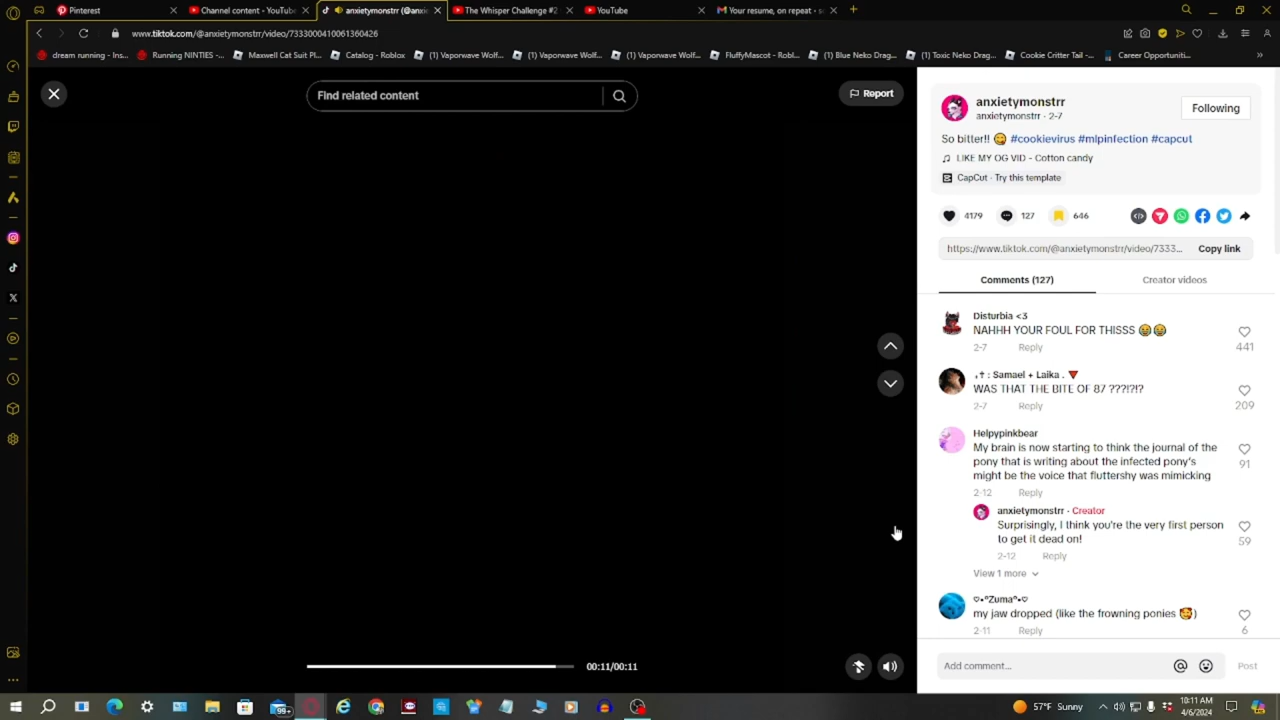 Pinterest
Channel content - YouTub
anxietymonstrr (@anxie
The Whisper Challenge #2
YouTube
Your resume, on repeat - s
www.tiktok.com/@anxietymonstrr/video/7333000410061360426
dream running - Ins...
Running NINTIES -...
Maxwell Cat Suit Pl...
Catalog - Roblox
(1) Vaporwave Wolf...
(1) Vaporwave Wolf...
(1) Vaporwave Wolf...
FluffyMascot - Robl...
(1) Blue Neko Drag...
(1) Toxic Neko Drag...
Cookie Critter Tail -...
Career Opportuniti...
Find related content
Report
anxietymonstrr
anxietymonstrr · 2-7
Following
So bitter!! 😋 #cookievirus #mlpinfection #capcut
LIKE MY OG VID - Cotton candy
CapCut · Try this template
4179
127
646
https://www.tiktok.com/@anxietymonstrr/video/7333...
Copy link
Comments (127)
Creator videos
Disturbia <3
NAHHH YOUR FOUL FOR THISSS 😂😂
2-7 Reply
441
.₊✝ : Samael + Laika . 🔻
WAS THAT THE BITE OF 87 ???!?!?
2-7 Reply
209
Helpypinkbear
My brain is now starting to think the journal of the
pony that is writing about the infected pony's
might be the voice that fluttershy was mimicking
2-12 Reply
91
anxietymonstrr · Creator
Surprisingly, I think you're the very first person
to get it dead on!
2-12 Reply
59
View 1 more
♡•°Zuma°•♡
my jaw dropped (like the frowning ponies 🥰)
2-11 Reply
6
00:11/00:11
Add comment...
Post
99+
57°F Sunny
10:11 AM
4/6/2024